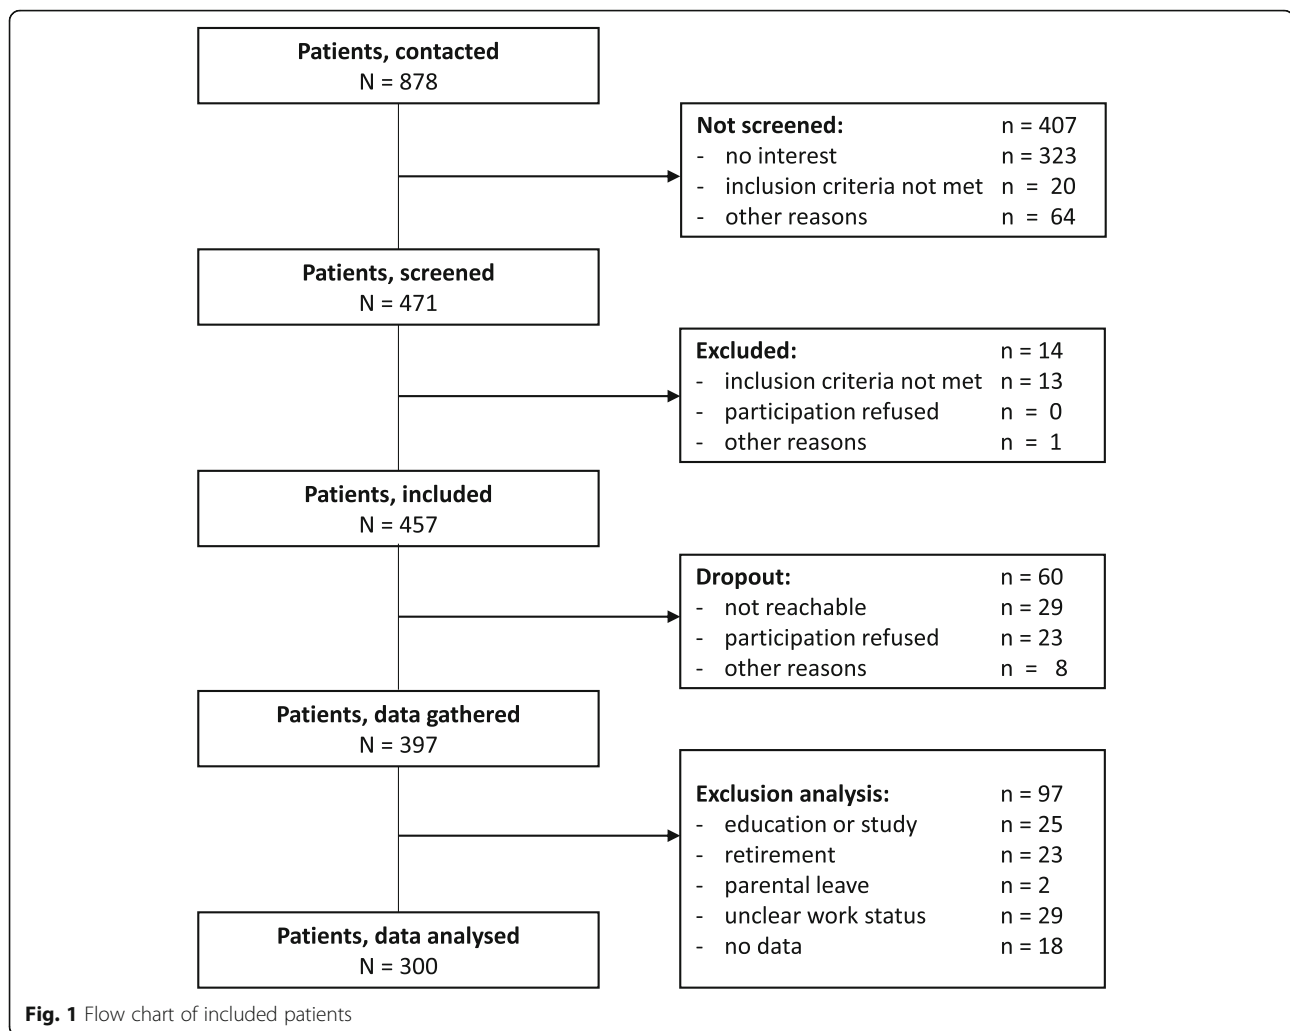 Patients, contacted
N = 878
Not screened: n = 407
- no interest n = 323
- inclusion criteria not met n = 20
- other reasons n = 64
Patients, screened
N = 471
Excluded: n = 14
- inclusion criteria not met n = 13
- participation refused n = 0
- other reasons n = 1
Patients, included
N = 457
Dropout: n = 60
- not reachable n = 29
- participation refused n = 23
- other reasons n = 8
Patients, data gathered
N = 397
Exclusion analysis: n = 97
- education or study n = 25
- retirement n = 23
- parental leave n = 2
- unclear work status n = 29
- no data n = 18
Patients, data analysed
N = 300
Fig. 1 Flow chart of included patients